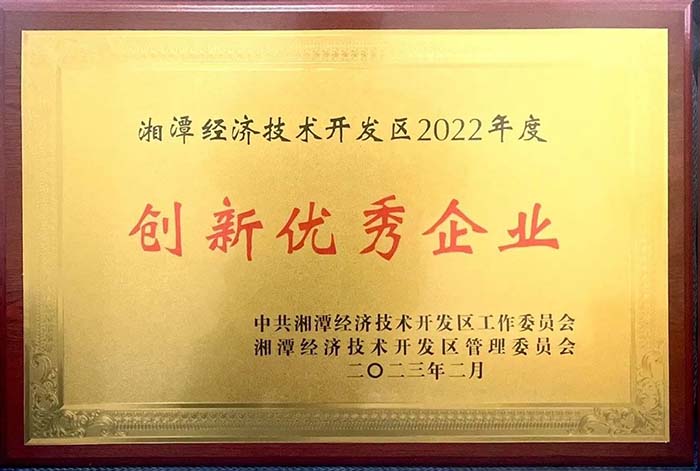 湘潭经济技术开发区2022年度
创新优秀企业
中共湘潭经济技术开发区工作委员会
湘潭经济技术开发区管理委员会
二〇二三年二月